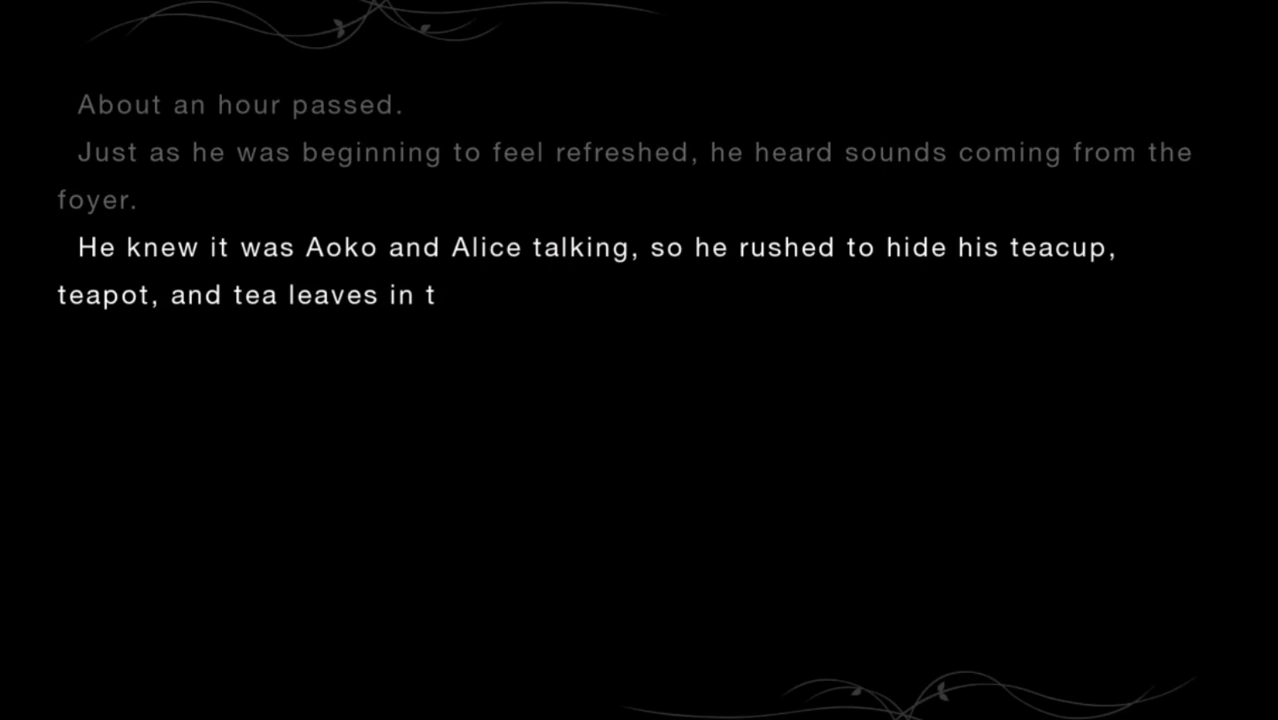 About an hour passed.
Just as he was beginning to feel refreshed, he heard sounds coming from the
foyer.
He knew it was Aoko and Alice talking, so he rushed to hide his teacup,
teapot, and tea leaves in t